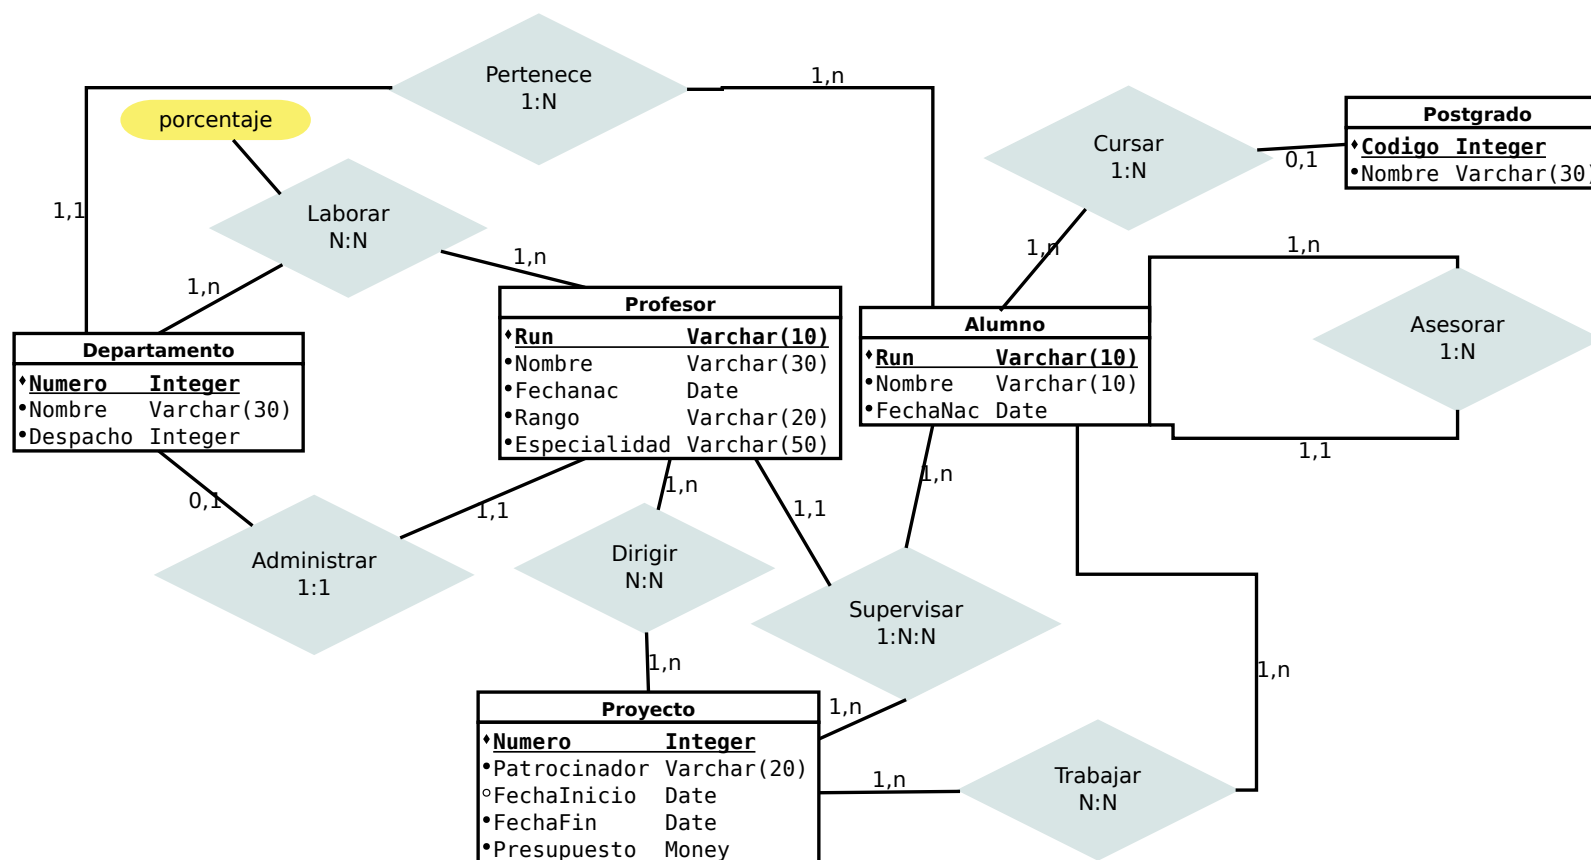 Pertenece
1:N
1,n
1,1
porcentaje
Laborar
N:N
1,n
1,n
Cursar
1:N
0,1
1,n
Postgrado
Codigo Integer
Nombre Varchar(30)
Asesorar
1:N
1,n
1,1
Departamento
Numero Integer
Nombre Varchar(30)
Despacho Integer
Profesor
Run Varchar(10)
Nombre Varchar(30)
Fechanac Date
Rango Varchar(20)
Especialidad Varchar(50)
Alumno
Run Varchar(10)
Nombre Varchar(10)
FechaNac Date
0,1
Administrar
1:1
1,1
1,n
Dirigir
N:N
1,n
1,1
1,n
Supervisar
1:N:N
1,n
Proyecto
Numero Integer
Patrocinador Varchar(20)
FechaInicio Date
FechaFin Date
Presupuesto Money
1,n
Trabajar
N:N
1,n